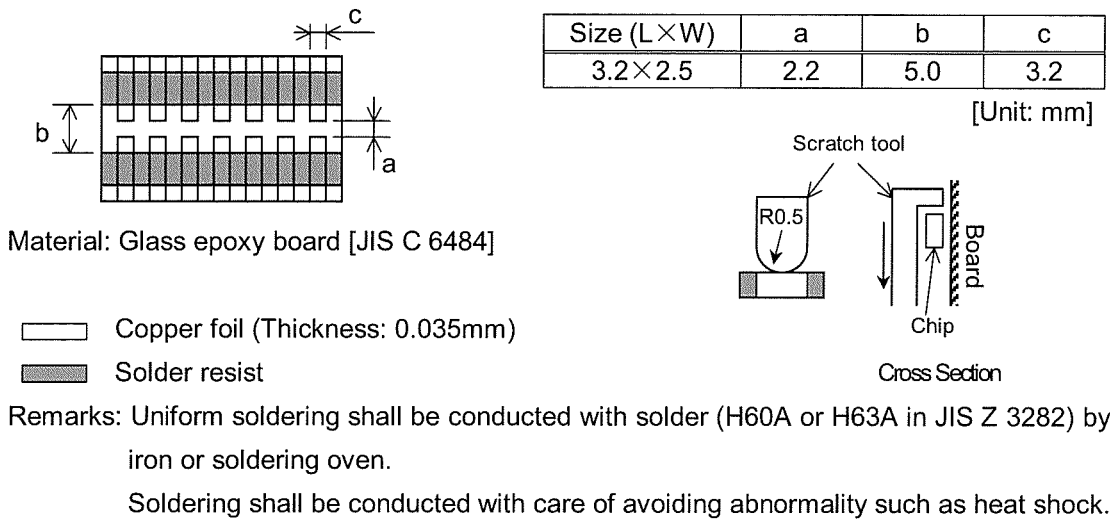 c
Size (L×W) a b c
3.2×2.5 2.2 5.0 3.2
[Unit: mm]
b
a
Scratch tool
R0.5
Board
Chip
Cross Section
Material: Glass epoxy board [JIS C 6484]
Copper foil (Thickness: 0.035mm)
Solder resist
Remarks: Uniform soldering shall be conducted with solder (H60A or H63A in JIS Z 3282) by
iron or soldering oven.
Soldering shall be conducted with care of avoiding abnormality such as heat shock.